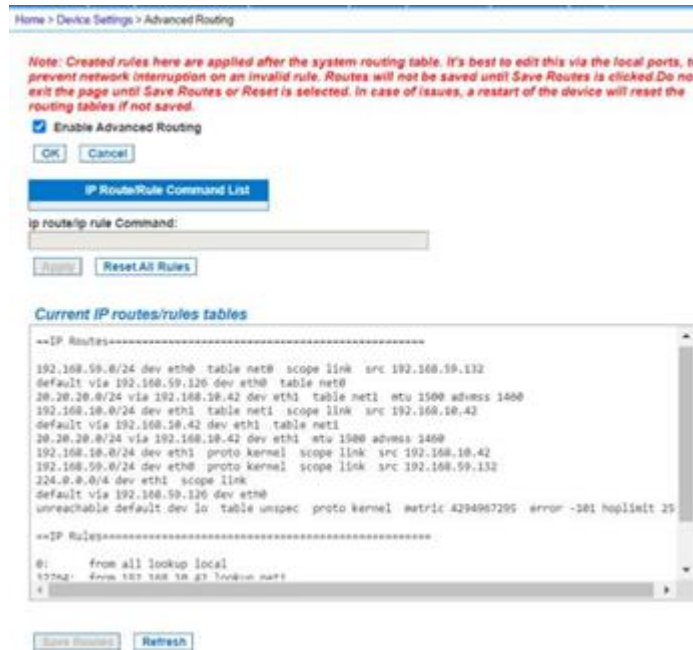 Home > Device Settings > Advanced Routing
Note: Created rules here are applied after the system routing table. It's best to edit this via the local ports, t
prevent network interruption on an invalid rule. Routes will not be saved until Save Routes is clicked.Do no
exit the page until Save Routes or Reset is selected. In case of issues, a restart of the device will reset the
routing tables if not saved.
Enable Advanced Routing
OK Cancel
IP Route/Rule Command List
ip route/ip rule Command:
Apply Reset All Rules
Current IP routes/rules tables
==IP Routes==================================================
192.168.59.0/24 dev eth0 table net0 scope link src 192.168.59.132
default via 192.168.59.126 dev eth0 table net0
20.20.20.0/24 via 192.168.10.42 dev eth1 table net1 mtu 1500 advmss 1460
192.168.10.0/24 dev eth1 table net1 scope link src 192.168.10.42
default via 192.168.10.42 dev eth1 table net1
20.20.20.0/24 via 192.168.10.42 dev eth1 mtu 1500 advmss 1460
192.168.10.0/24 dev eth1 proto kernel scope link src 192.168.10.42
192.168.59.0/24 dev eth0 proto kernel scope link src 192.168.59.132
224.0.0.0/4 dev eth1 scope link
default via 192.168.59.126 dev eth0
unreachable default dev lo table unspec proto kernel metric 4294967295 error -101 hoplimit 25
==IP Rules===================================================
0: from all lookup local
32764: from 192.168.10.42 lookup net1
Save Routes Refresh